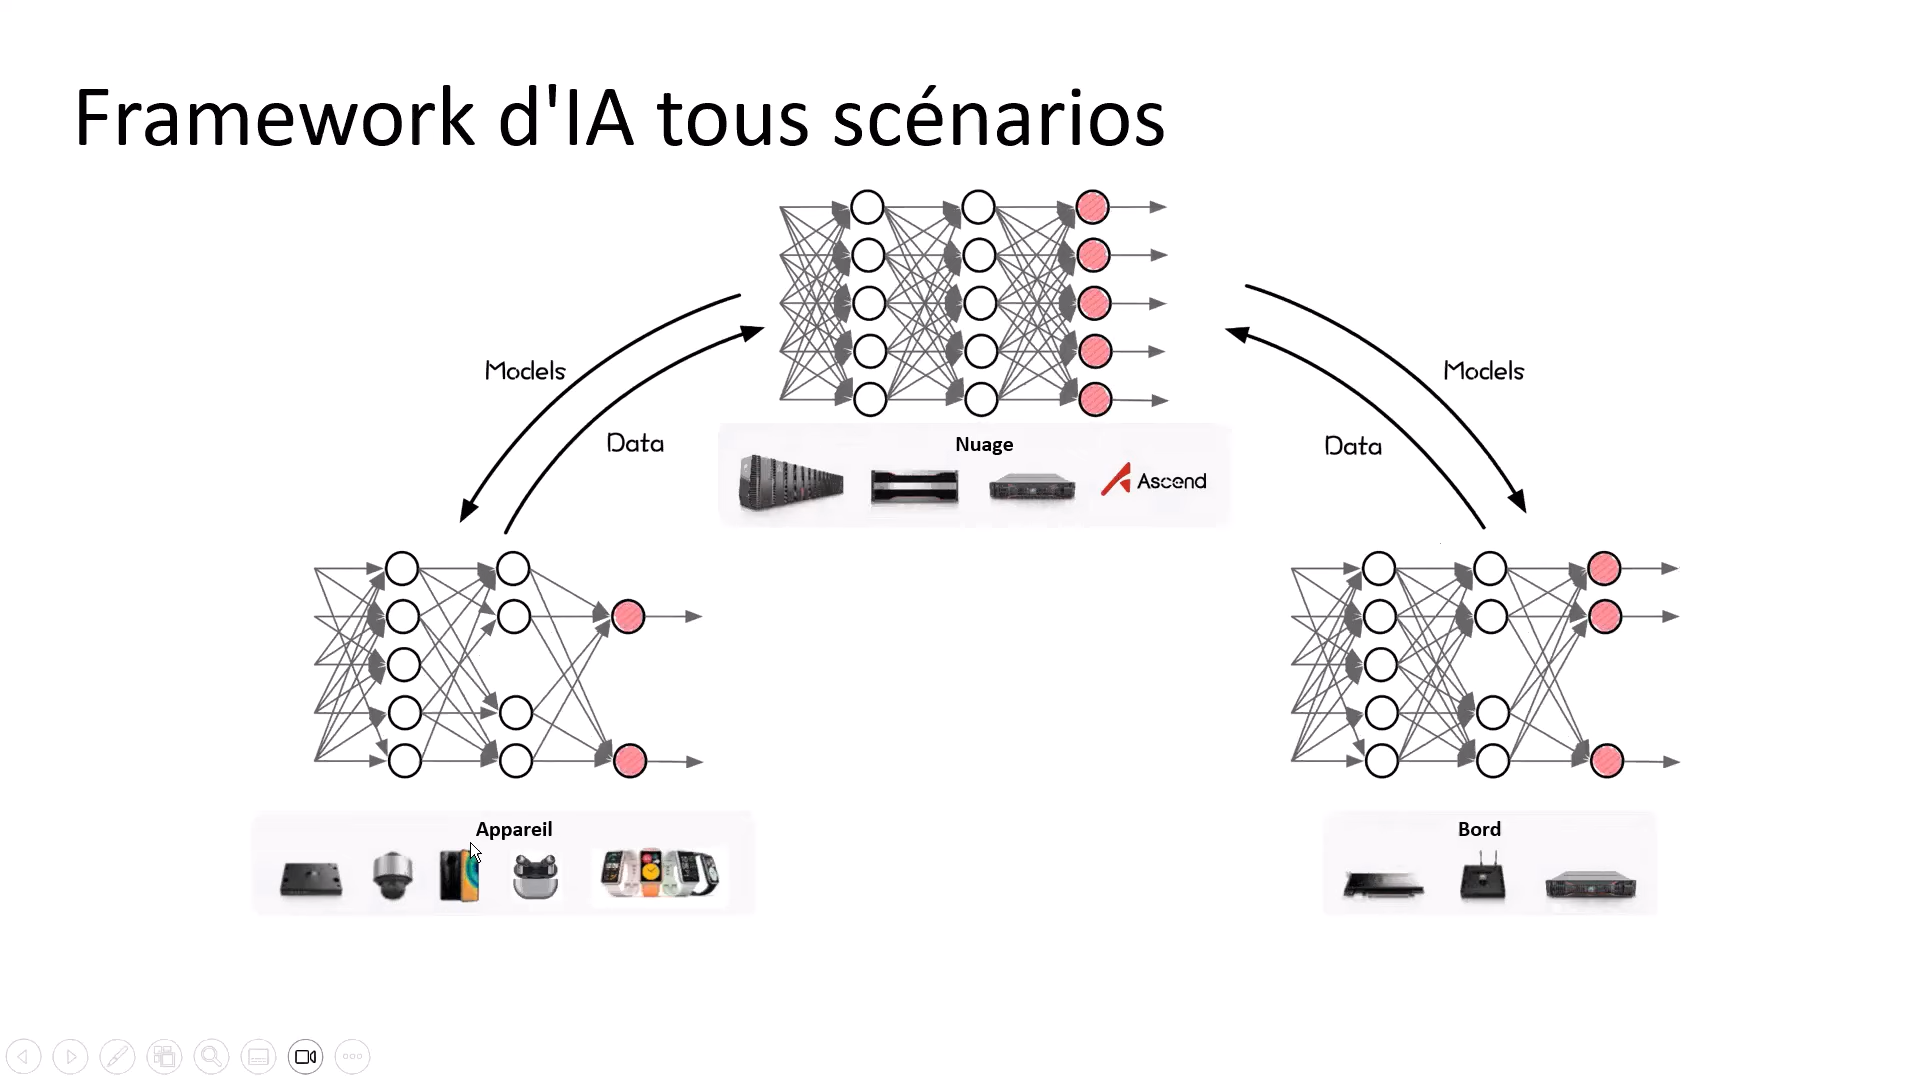 Framework d'IA tous scénarios
Models
Data
Nuage
Ascend
Models
Data
Appareil
Bord